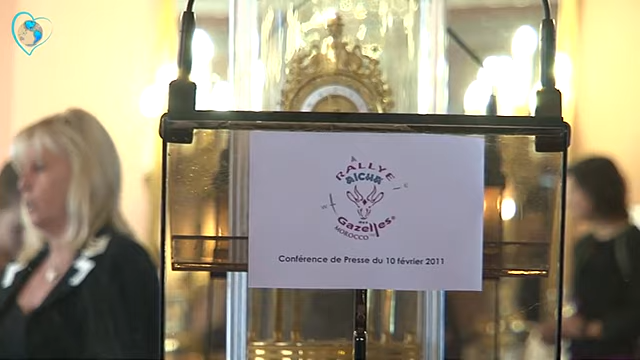 RALLYE
AICHA
des
Gazelles®
MOROCCO
Conférence de Presse du 10 février 2011